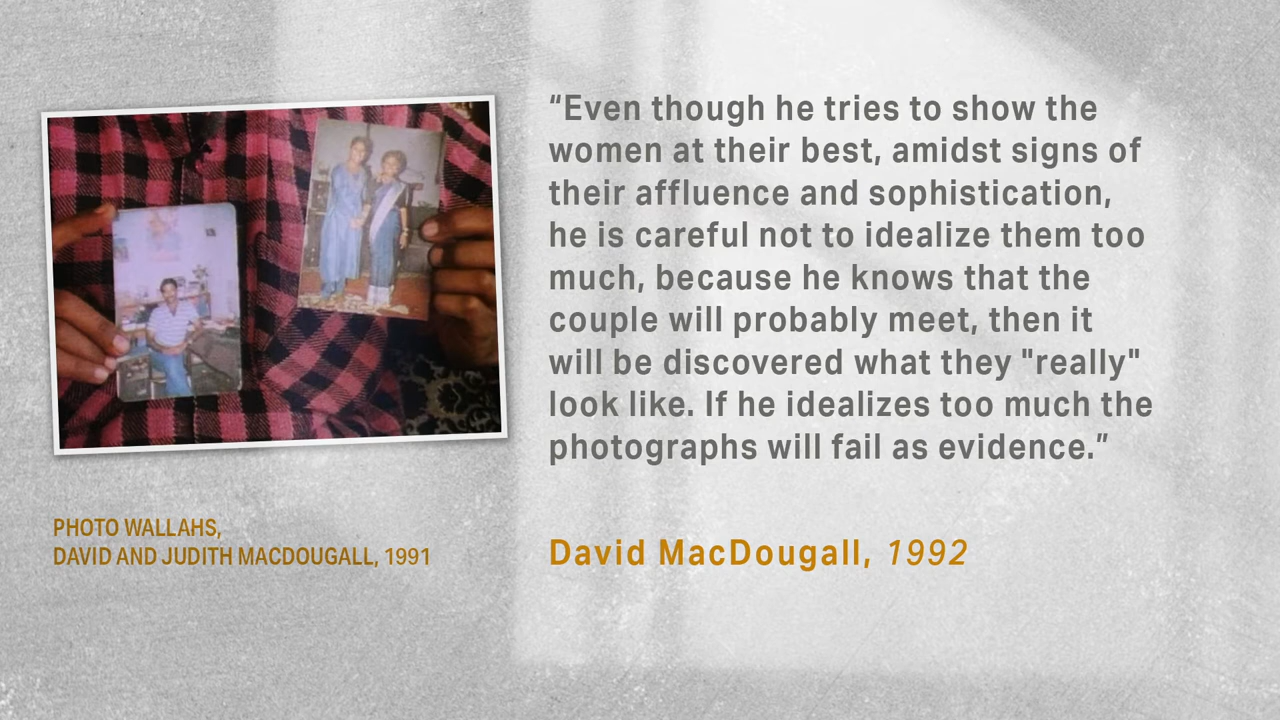 “Even though he tries to show the
women at their best, amidst signs of
their affluence and sophistication,
he is careful not to idealize them too
much, because he knows that the
couple will probably meet, then it
will be discovered what they "really"
look like. If he idealizes too much the
photographs will fail as evidence.”
PHOTO WALLAHS,
DAVID AND JUDITH MACDOUGALL, 1991
David MacDougall, 1992